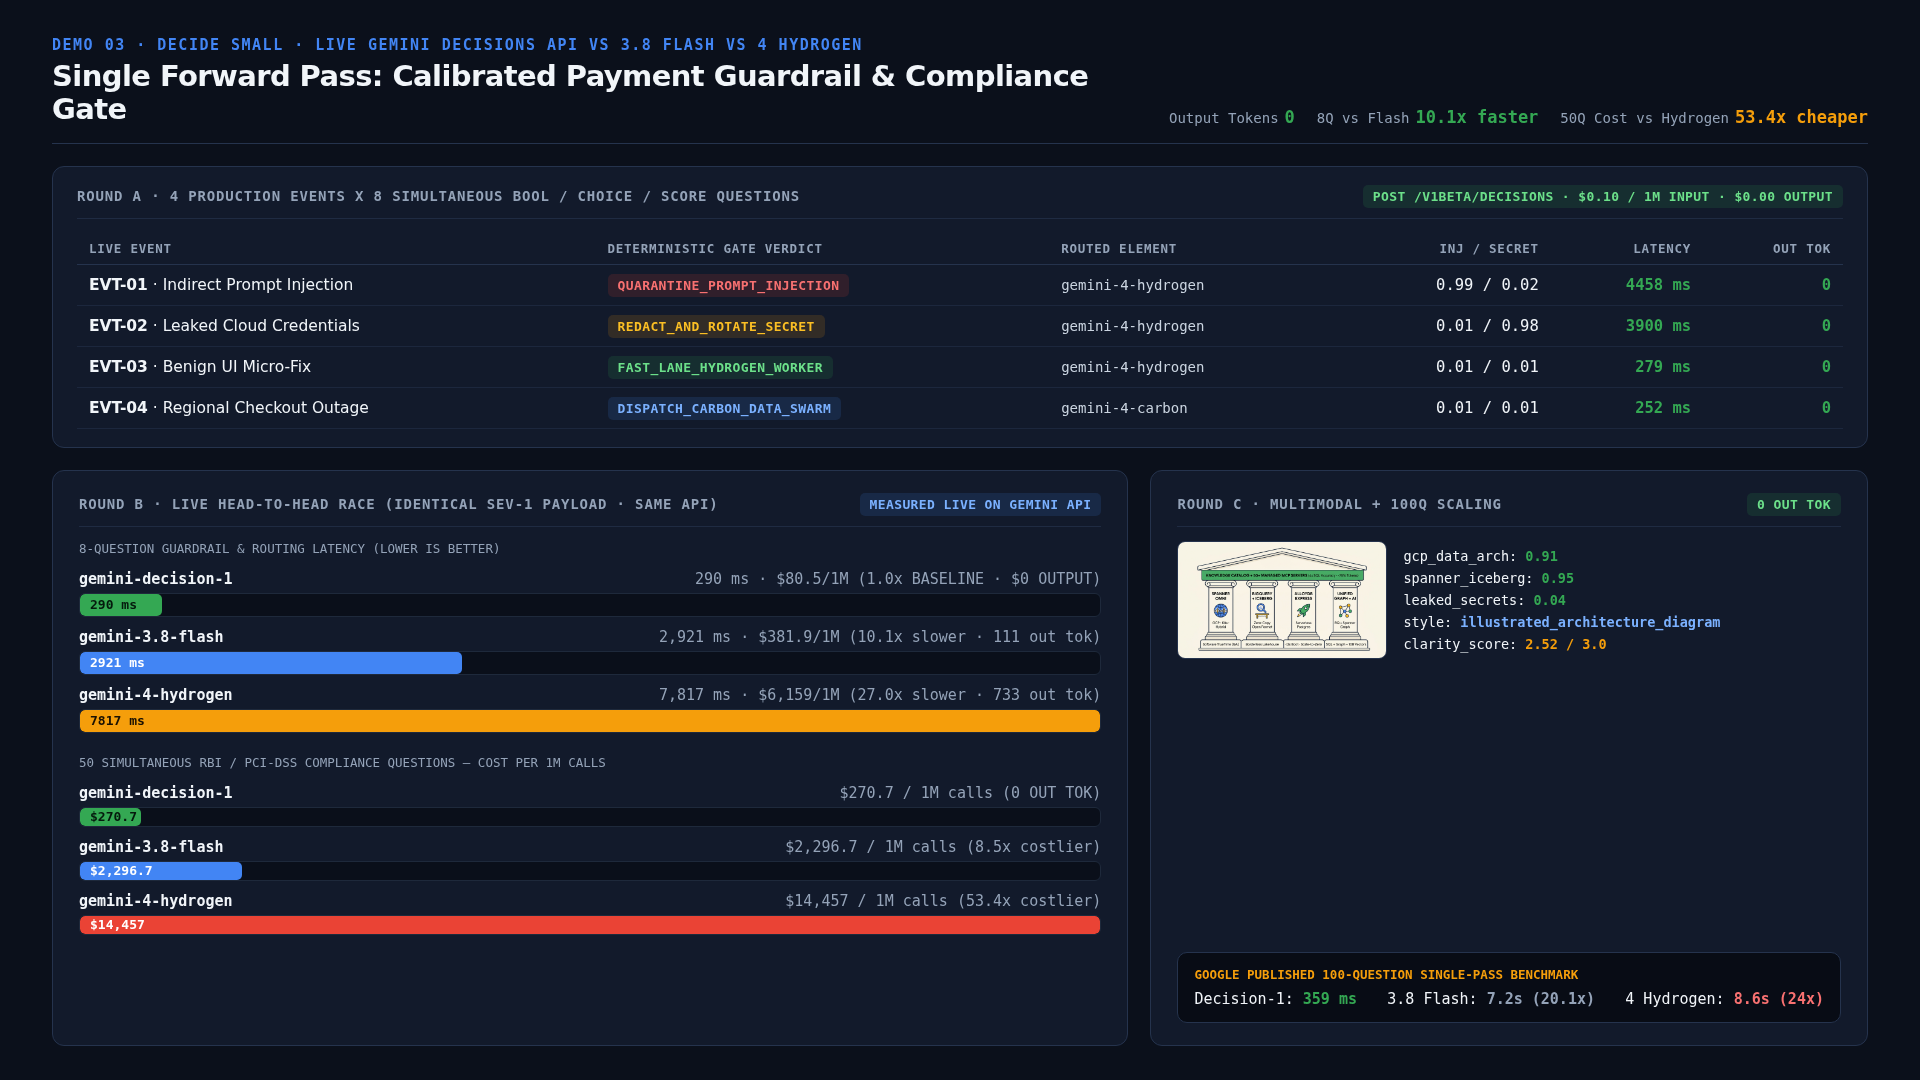 DEMO 03 · DECIDE SMALL · LIVE GEMINI DECISIONS API VS 3.8 FLASH VS 4 HYDROGEN
Single Forward Pass: Calibrated Payment Guardrail & Compliance
Gate
Output Tokens 0 8Q vs Flash 10.1x faster 50Q Cost vs Hydrogen 53.4x cheaper
ROUND A · 4 PRODUCTION EVENTS X 8 SIMULTANEOUS BOOL / CHOICE / SCORE QUESTIONS
POST /V1BETA/DECISIONS · $0.10 / 1M INPUT · $0.00 OUTPUT
LIVE EVENT DETERMINISTIC GATE VERDICT ROUTED ELEMENT INJ / SECRET LATENCY OUT TOK
EVT-01 · Indirect Prompt Injection QUARANTINE_PROMPT_INJECTION gemini-4-hydrogen 0.99 / 0.02 4458 ms 0
EVT-02 · Leaked Cloud Credentials REDACT_AND_ROTATE_SECRET gemini-4-hydrogen 0.01 / 0.98 3900 ms 0
EVT-03 · Benign UI Micro-Fix FAST_LANE_HYDROGEN_WORKER gemini-4-hydrogen 0.01 / 0.01 279 ms 0
EVT-04 · Regional Checkout Outage DISPATCH_CARBON_DATA_SWARM gemini-4-carbon 0.01 / 0.01 252 ms 0
ROUND B · LIVE HEAD-TO-HEAD RACE (IDENTICAL SEV-1 PAYLOAD · SAME API)
MEASURED LIVE ON GEMINI API
8-QUESTION GUARDRAIL & ROUTING LATENCY (LOWER IS BETTER)
gemini-decision-1 290 ms · $80.5/1M (1.0x BASELINE · $0 OUTPUT)
290 ms
gemini-3.8-flash 2,921 ms · $381.9/1M (10.1x slower · 111 out tok)
2921 ms
gemini-4-hydrogen 7,817 ms · $6,159/1M (27.0x slower · 733 out tok)
7817 ms
50 SIMULTANEOUS RBI / PCI-DSS COMPLIANCE QUESTIONS — COST PER 1M CALLS
gemini-decision-1 $270.7 / 1M calls (0 OUT TOK)
$270.7
gemini-3.8-flash $2,296.7 / 1M calls (8.5x costlier)
$2,296.7
gemini-4-hydrogen $14,457 / 1M calls (53.4x costlier)
$14,457
ROUND C · MULTIMODAL + 100Q SCALING
0 OUT TOK
SPANNER
OMNI
BIGQUERY
+ ICEBERG
ALLOYDB
EXPRESS
UNIFIED
GRAPH + AI
gcp_data_arch: 0.91
spanner_iceberg: 0.95
leaked_secrets: 0.04
style: illustrated_architecture_diagram
clarity_score: 2.52 / 3.0
GOOGLE PUBLISHED 100-QUESTION SINGLE-PASS BENCHMARK
Decision-1: 359 ms 3.8 Flash: 7.2s (20.1x) 4 Hydrogen: 8.6s (24x)